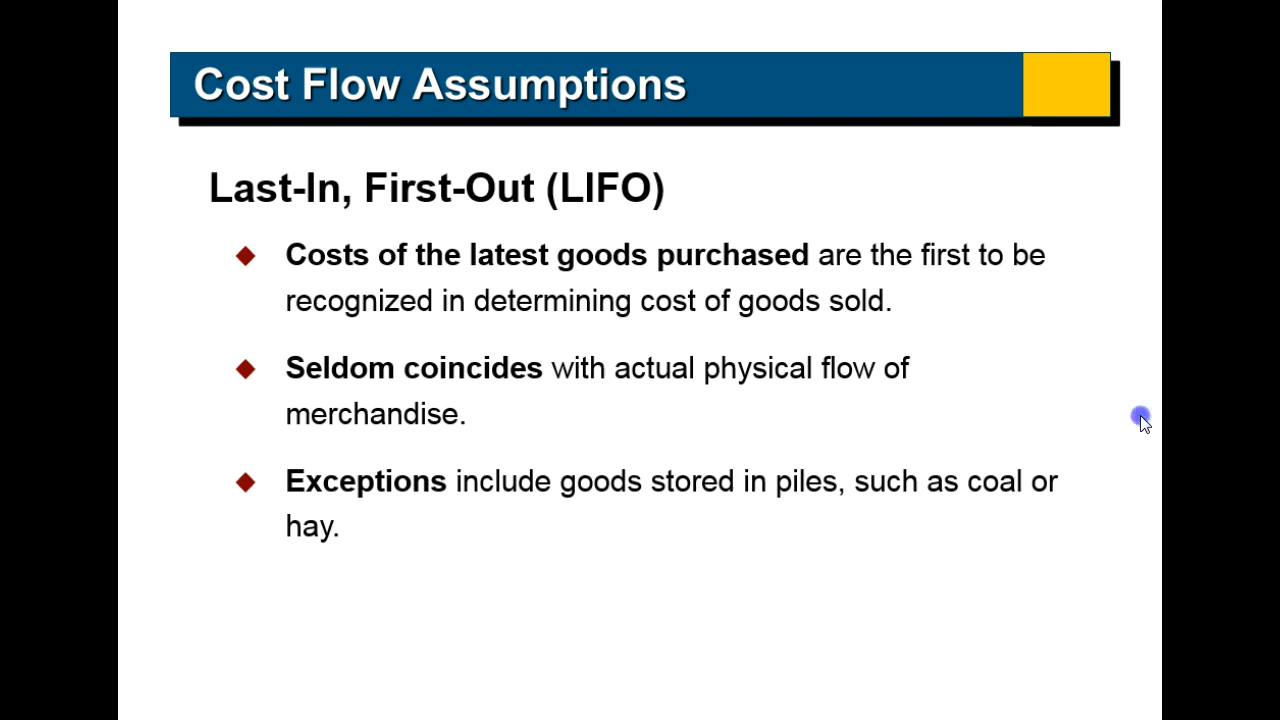 Cost Flow Assumptions
Last-In, First-Out (LIFO)
Costs of the latest goods purchased are the first to be
recognized in determining cost of goods sold.
Seldom coincides with actual physical flow of
merchandise.
Exceptions include goods stored in piles, such as coal or
hay.